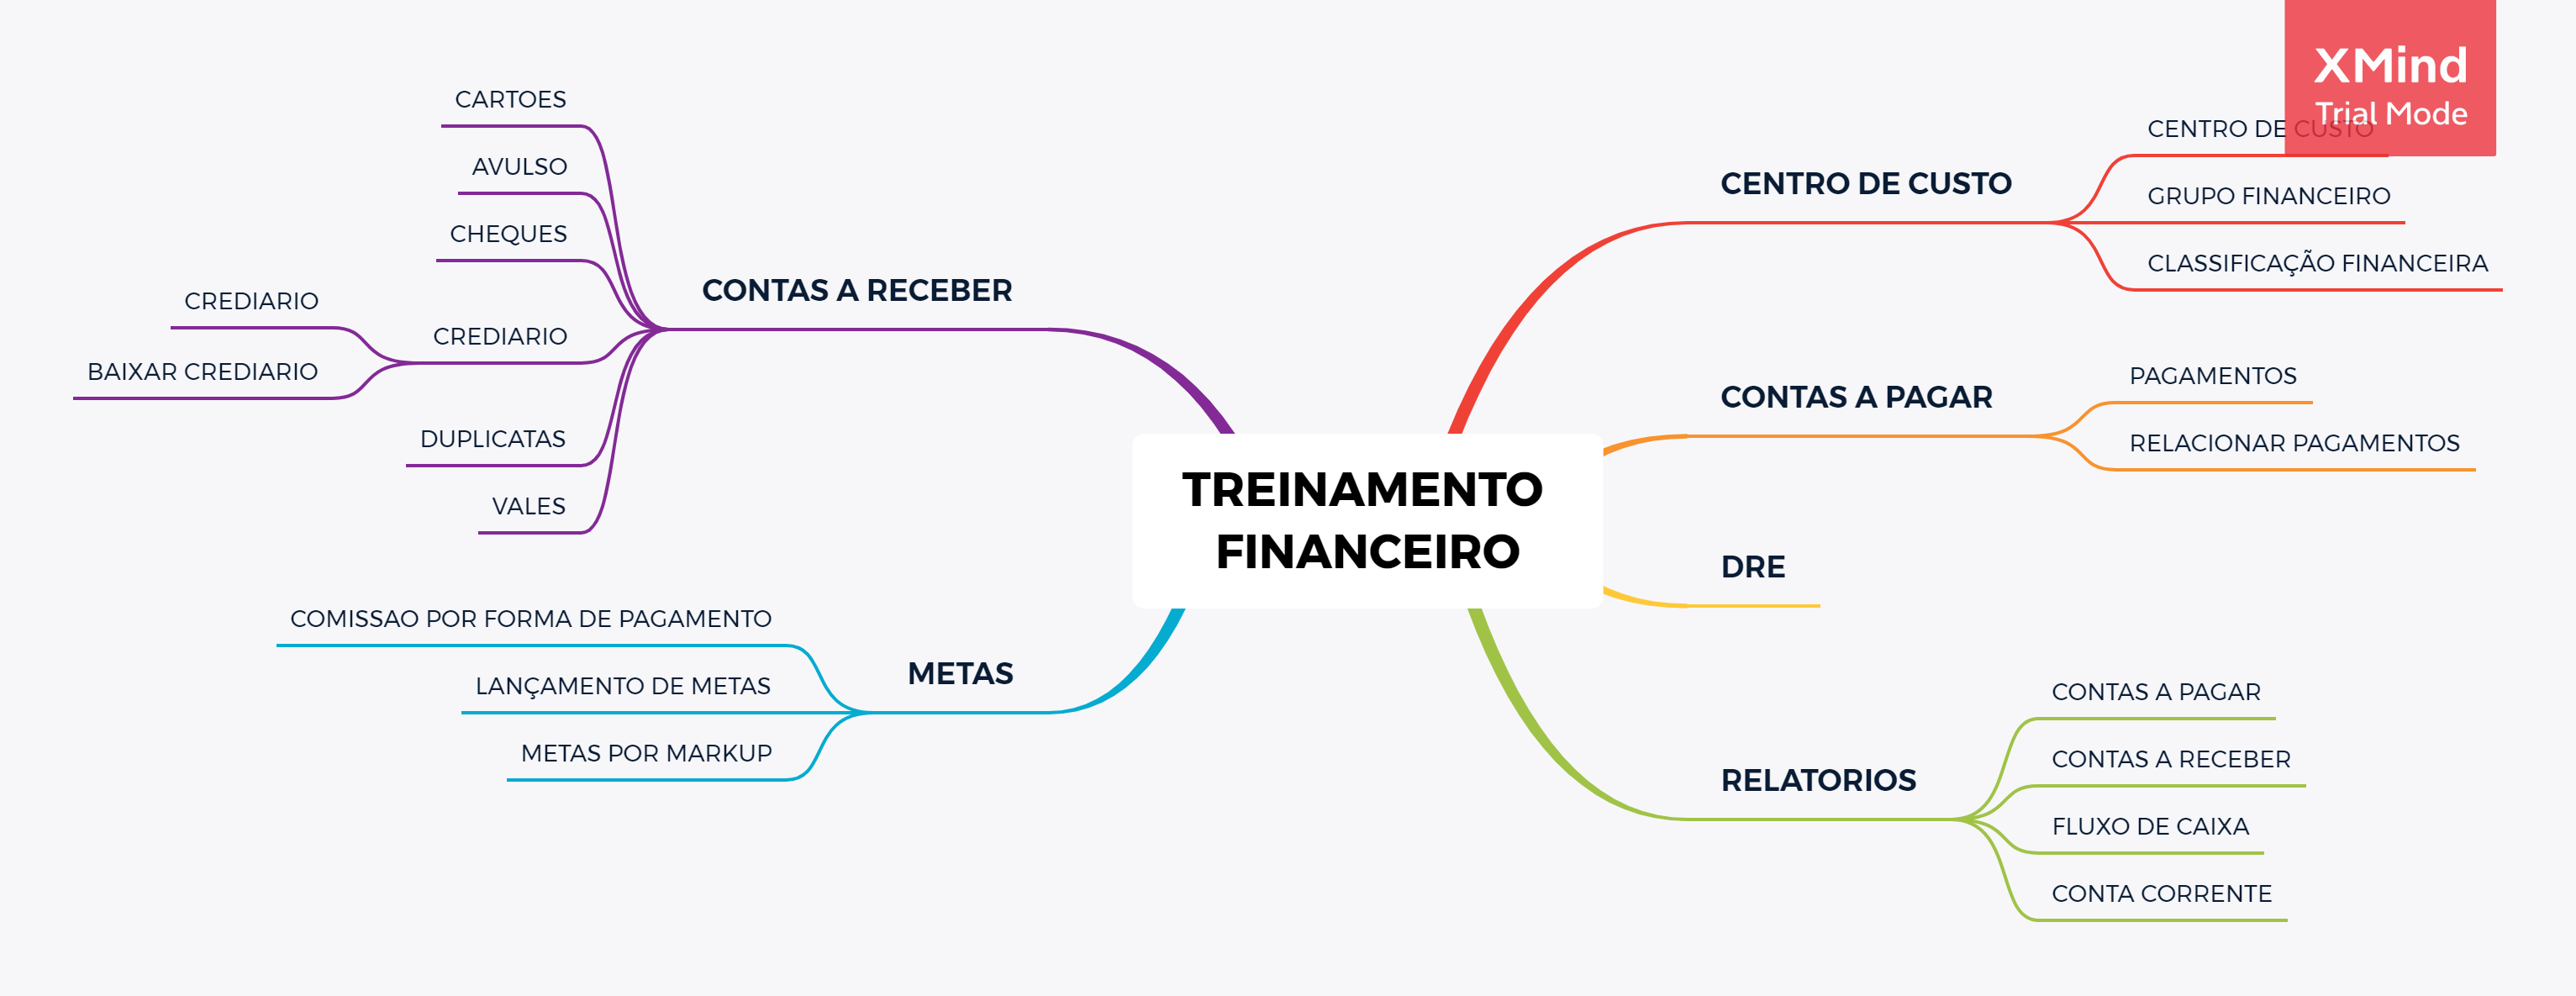 XMind
Trial Mode
TREINAMENTO
FINANCEIRO
CENTRO DE CUSTO
CENTRO DE CUSTO
GRUPO FINANCEIRO
CLASSIFICAÇÃO FINANCEIRA
CONTAS A PAGAR
PAGAMENTOS
RELACIONAR PAGAMENTOS
DRE
RELATORIOS
CONTAS A PAGAR
CONTAS A RECEBER
FLUXO DE CAIXA
CONTA CORRENTE
CONTAS A RECEBER
CARTOES
AVULSO
CHEQUES
CREDIARIO
CREDIARIO
BAIXAR CREDIARIO
DUPLICATAS
VALES
METAS
COMISSAO POR FORMA DE PAGAMENTO
LANÇAMENTO DE METAS
METAS POR MARKUP